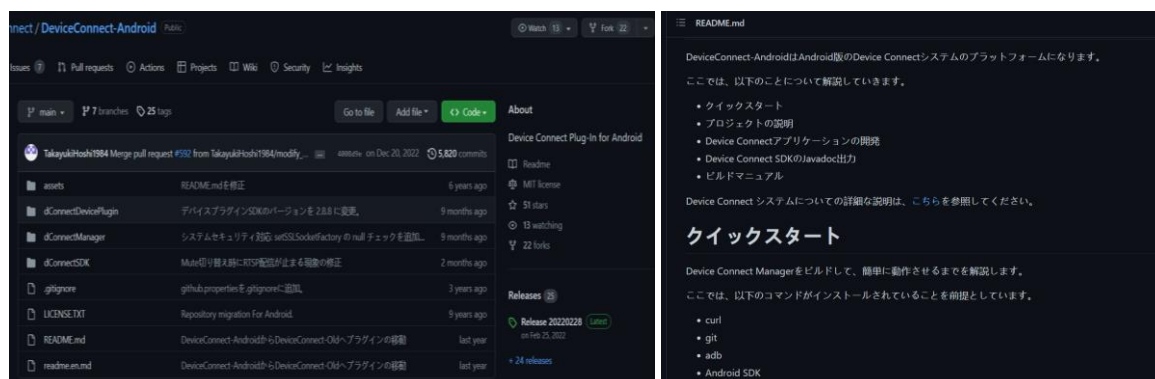 nnect / DeviceConnect-Android Public
Watch 13 Fork 22
Issues 7 Pull requests Actions Projects Wiki Security Insights
main 7 branches 25 tags Go to file Add file Code
TakayukiHoshi1984 Merge pull request #592 from TakayukiHoshi1984/modify_... on Dec 20, 2022 5,820 commits
assets README.mdを修正 6 years ago
dConnectDevicePlugin デバイスプラグインSDKのバージョンを 2.8.8 に変更。 9 months ago
dConnectManager システムセキュリティ対応: setSSLSocketFactory の null チェックを追加... 9 months ago
dConnectSDK Mute切り替え時にRTSP配信が止まる現象の修正 2 months ago
.gitignore github.propertiesを.gitignoreに追加。 3 years ago
LICENSE.TXT Repository migration For Android. 9 years ago
README.md DeviceConnect-AndroidからDeviceConnect-Oldへプラグインの移動 last year
readme.en.md DeviceConnect-AndroidからDeviceConnect-Oldへプラグインの移動 last year
About
Device Connect Plug-In for Android
Readme
MIT license
51 stars
13 watching
22 forks
Releases 25
Release 20220228 Latest
on Feb 25, 2022
+ 24 releases
README.md
DeviceConnect-AndroidはAndroid版のDevice Connectシステムのプラットフォームになります。
ここでは、以下のことについて解説していきます。
• クイックスタート
• プロジェクトの説明
• Device Connectアプリケーションの開発
• Device Connect SDKのJavadoc出力
• ビルドマニュアル
Device Connect システムについての詳細な説明は、こちらを参照してください。
クイックスタート
Device Connect Managerをビルドして、簡単に動作させるまでを解説します。
ここでは、以下のコマンドがインストールされていることを前提としています。
• curl
• git
• adb
• Android SDK